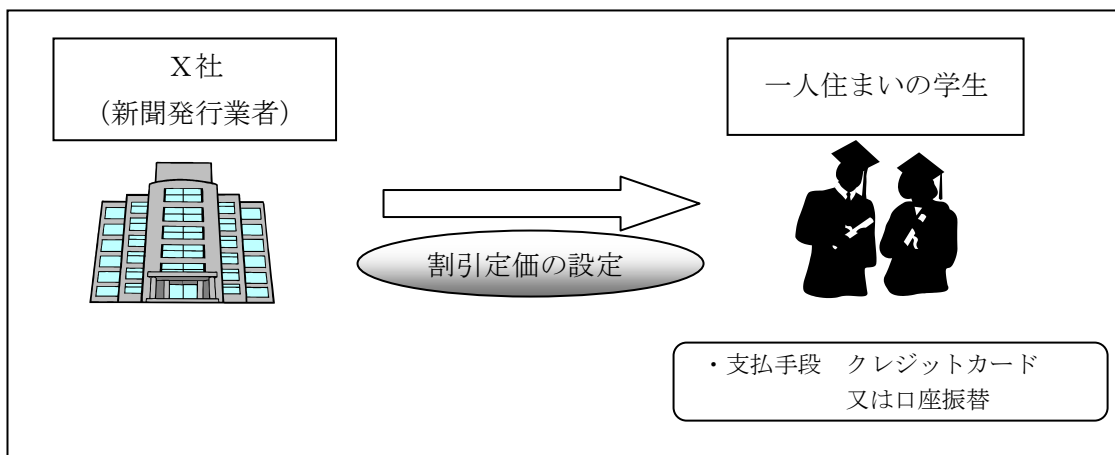 X社
(新聞発行業者)
一人住まいの学生
割引定価の設定
・支払手段　クレジットカード
又は口座振替